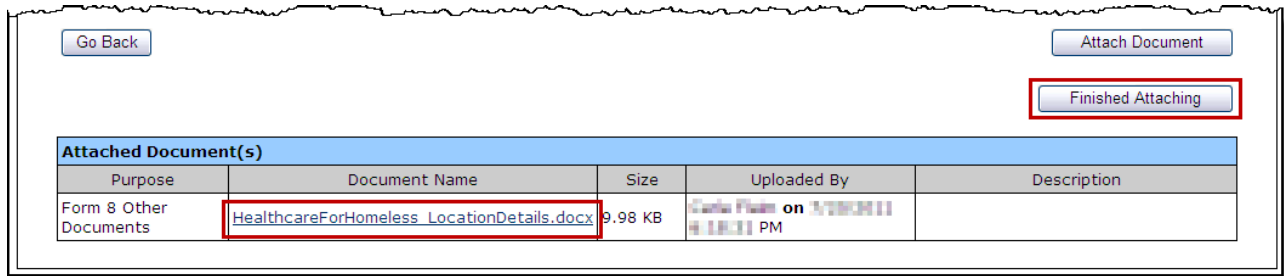 Go Back
Attach Document
Finished Attaching
Attached Document(s)
Purpose Document Name Size Uploaded By Description
Form 8 Other
Documents
HealthcareForHomeless_LocationDetails.docx 9.98 KB
on
PM